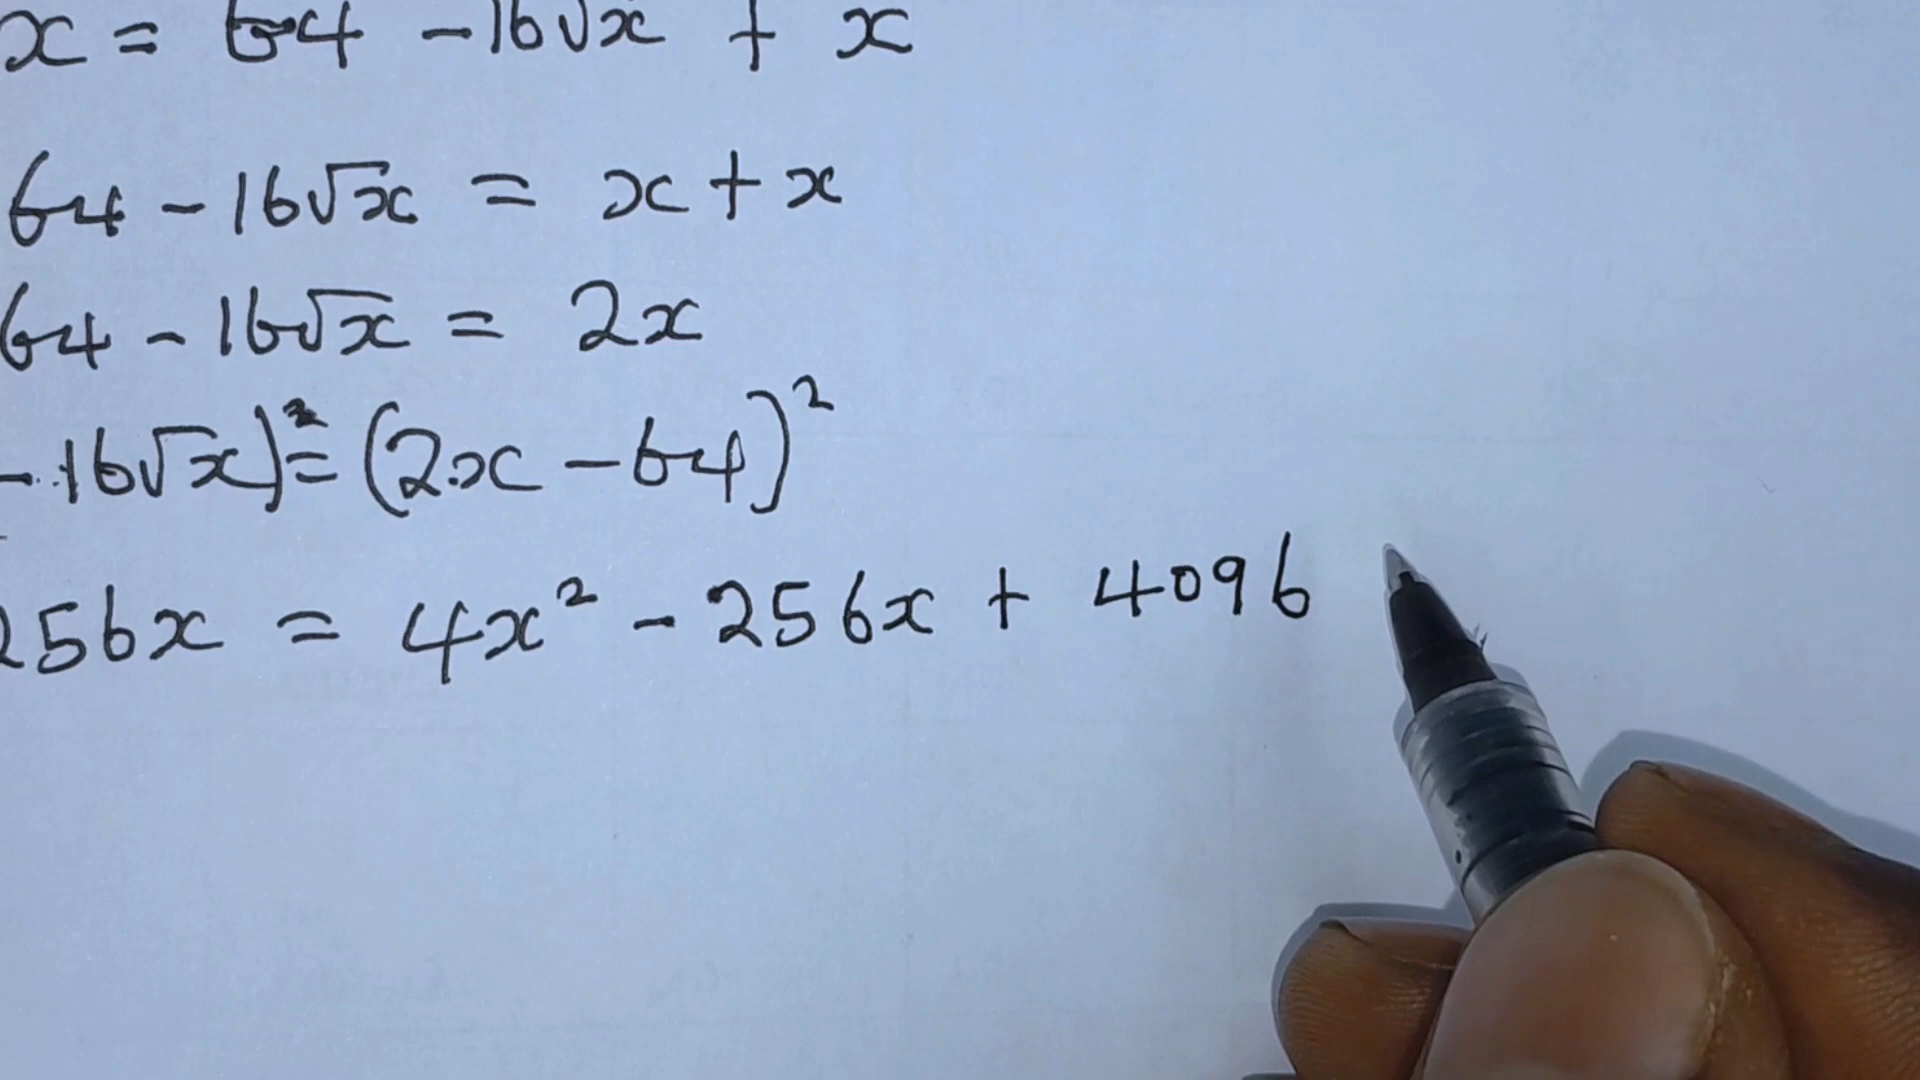 x = 64 - 16√x + x
64 - 16√x = x + x
64 - 16√x = 2x
- 16√x)² = (2x - 64)²
256x = 4x² - 256x + 4096